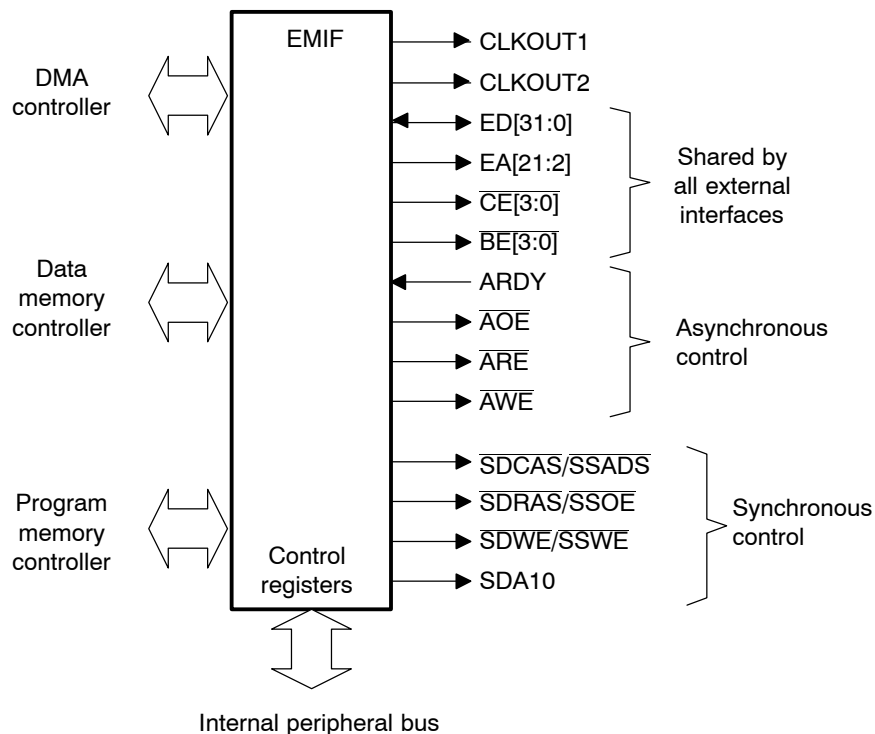 EMIF
DMA
controller
Data
memory
controller
Program
memory
controller
Control
registers
Internal peripheral bus
CLKOUT1
CLKOUT2
ED[31:0]
EA[21:2]
CE[3:0]
BE[3:0]
Shared by
all external
interfaces
ARDY
AOE
ARE
AWE
Asynchronous
control
SDCAS/SSADS
SDRAS/SSOE
SDWE/SSWE
SDA10
Synchronous
control